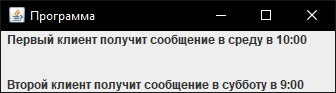 Программа
Первый клиент получит сообщение в среду в 10:00
Второй клиент получит сообщение в субботу в 9:00